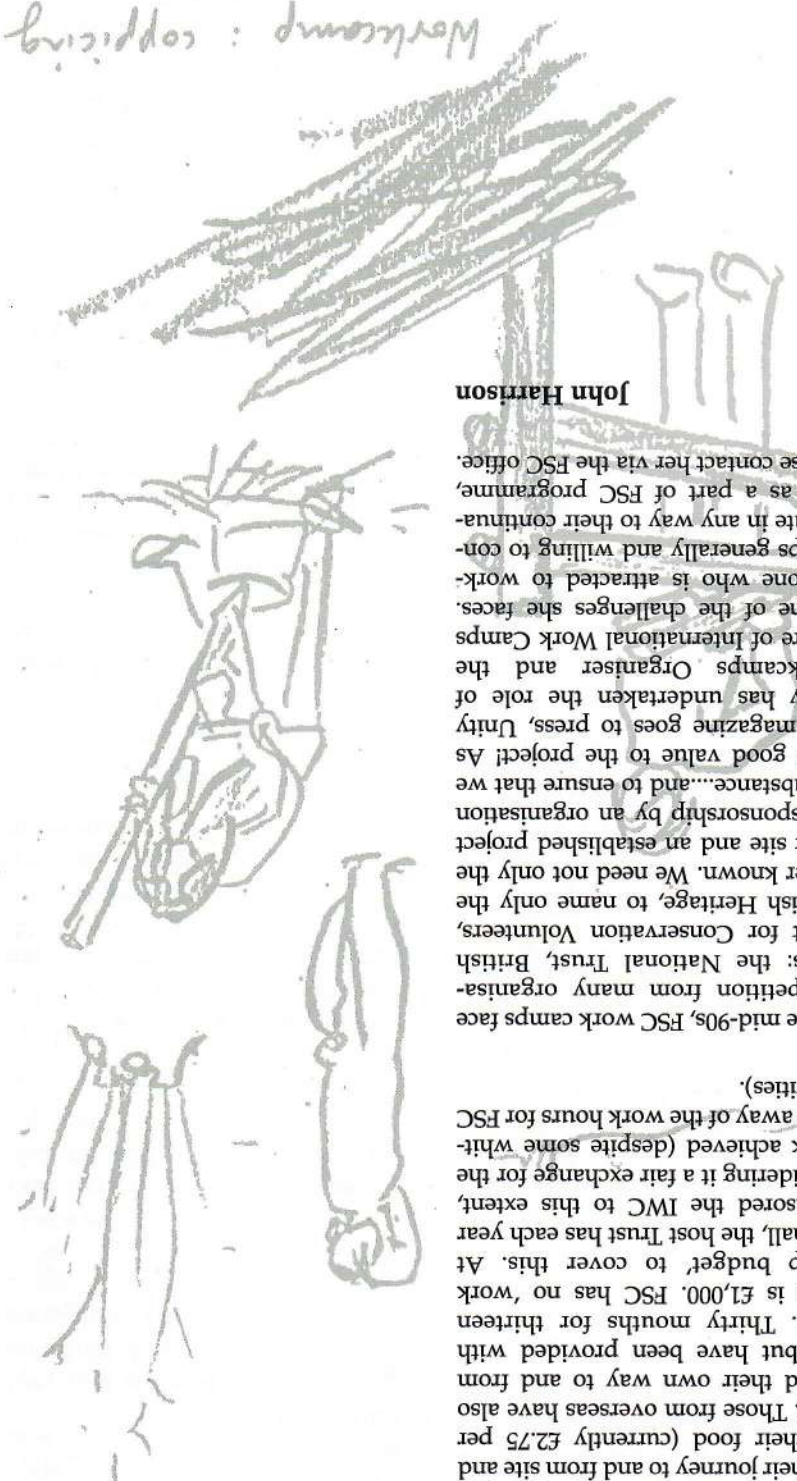 heir journey to and from site and
heir food (currently £2.75 per
. Those from overseas have also
d their own way to and from
but have been provided with
. Thirty mouths for thirteen
is £1,000. FSC has no 'work
p budget' to cover this. At
nall, the host Trust has each year
sored the IWC to this extent,
idering it a fair exchange for the
k achieved (despite some whit-
away of the work hours for FSC
ities).
e mid-90s, FSC work camps face
petition from many organisa-
s: the National Trust, British
t for Conservation Volunteers,
ish Heritage, to name only the
er known. We need not only the
t site and an established project
sponsorship by an organisation
ubstance....and to ensure that we
good value to the project! As
magazine goes to press, Unity
y has undertaken the role of
kcamps Organiser and the
re of International Work Camps
ne of the challenges she faces.
one who is attracted to work-
ps generally and willing to con-
ute in any way to their continua-
as a part of FSC programme,
se contact her via the FSC office.
John Harrison
Workcamp : coppicing